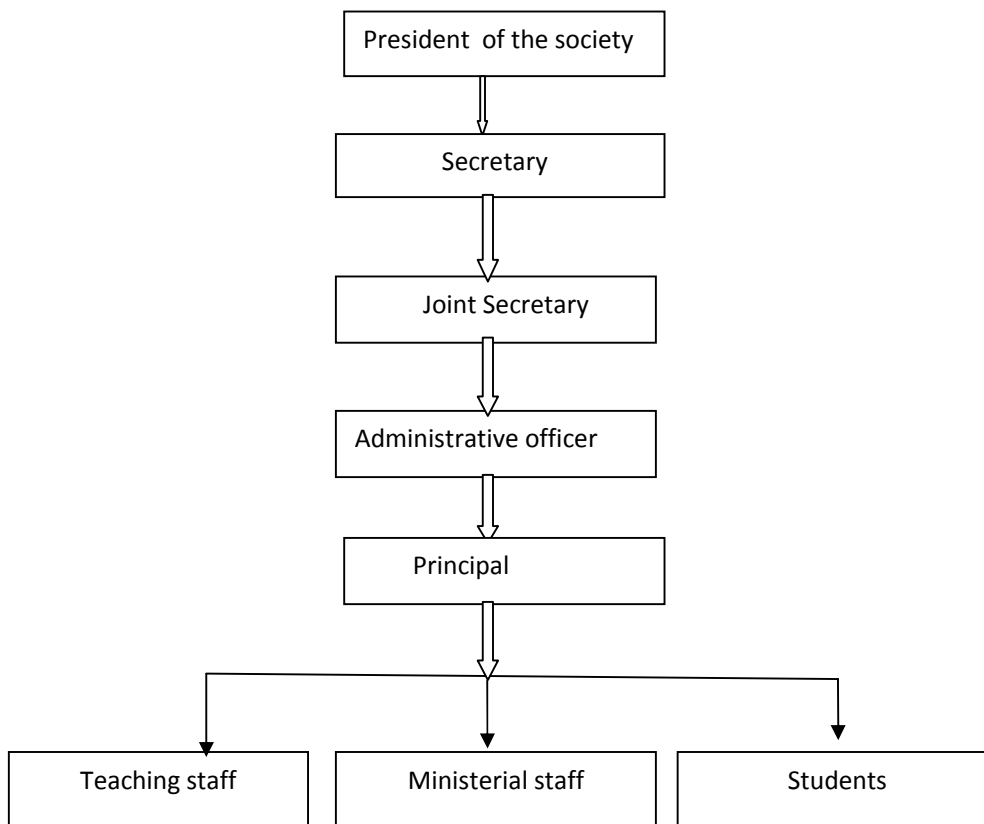 President of the society
Secretary
Joint Secretary
Administrative officer
Principal
Teaching staff
Ministerial staff
Students